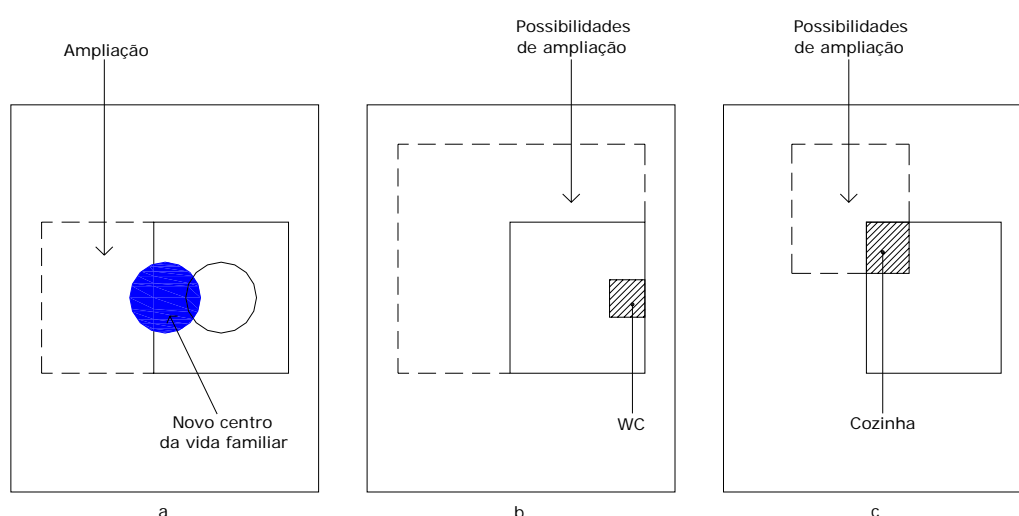 Ampliação
Novo centro
da vida familiar
a
Possibilidades
de ampliação
WC
b
Possibilidades
de ampliação
Cozinha
c